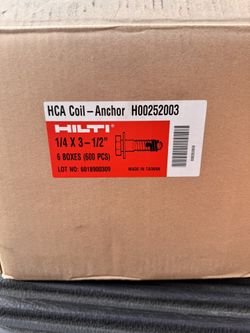 HCA Coil-Anchor H00252003
HILTI
1/4 X 3-1/2"
6 BOXES (600 PCS)
LOT NO: 0018900309
MADE IN TAIWAN